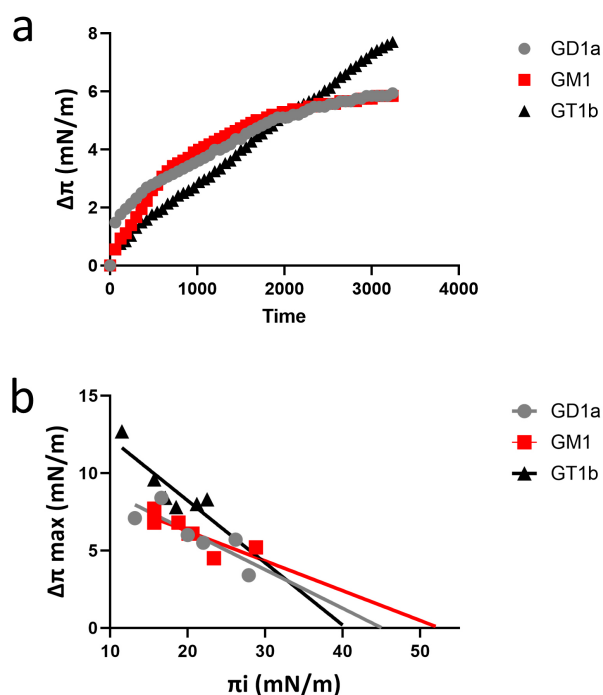 a
8
6
4
2
0
Δπ (mN/m)
0 1000 2000 3000 4000
Time
GD1a
GM1
GT1b
b
15
10
5
0
Δπ max (mN/m)
10 20 30 40 50
πi (mN/m)
GD1a
GM1
GT1b